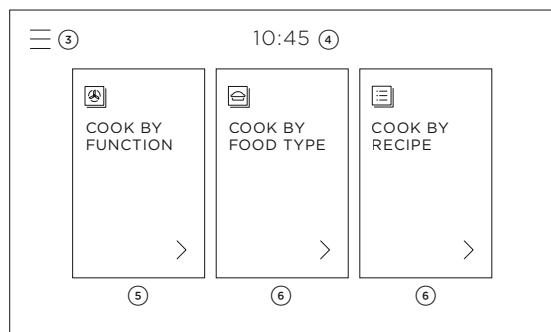 3 10:45 4
COOK BY
FUNCTION
COOK BY
FOOD TYPE
COOK BY
RECIPE
5 6 6